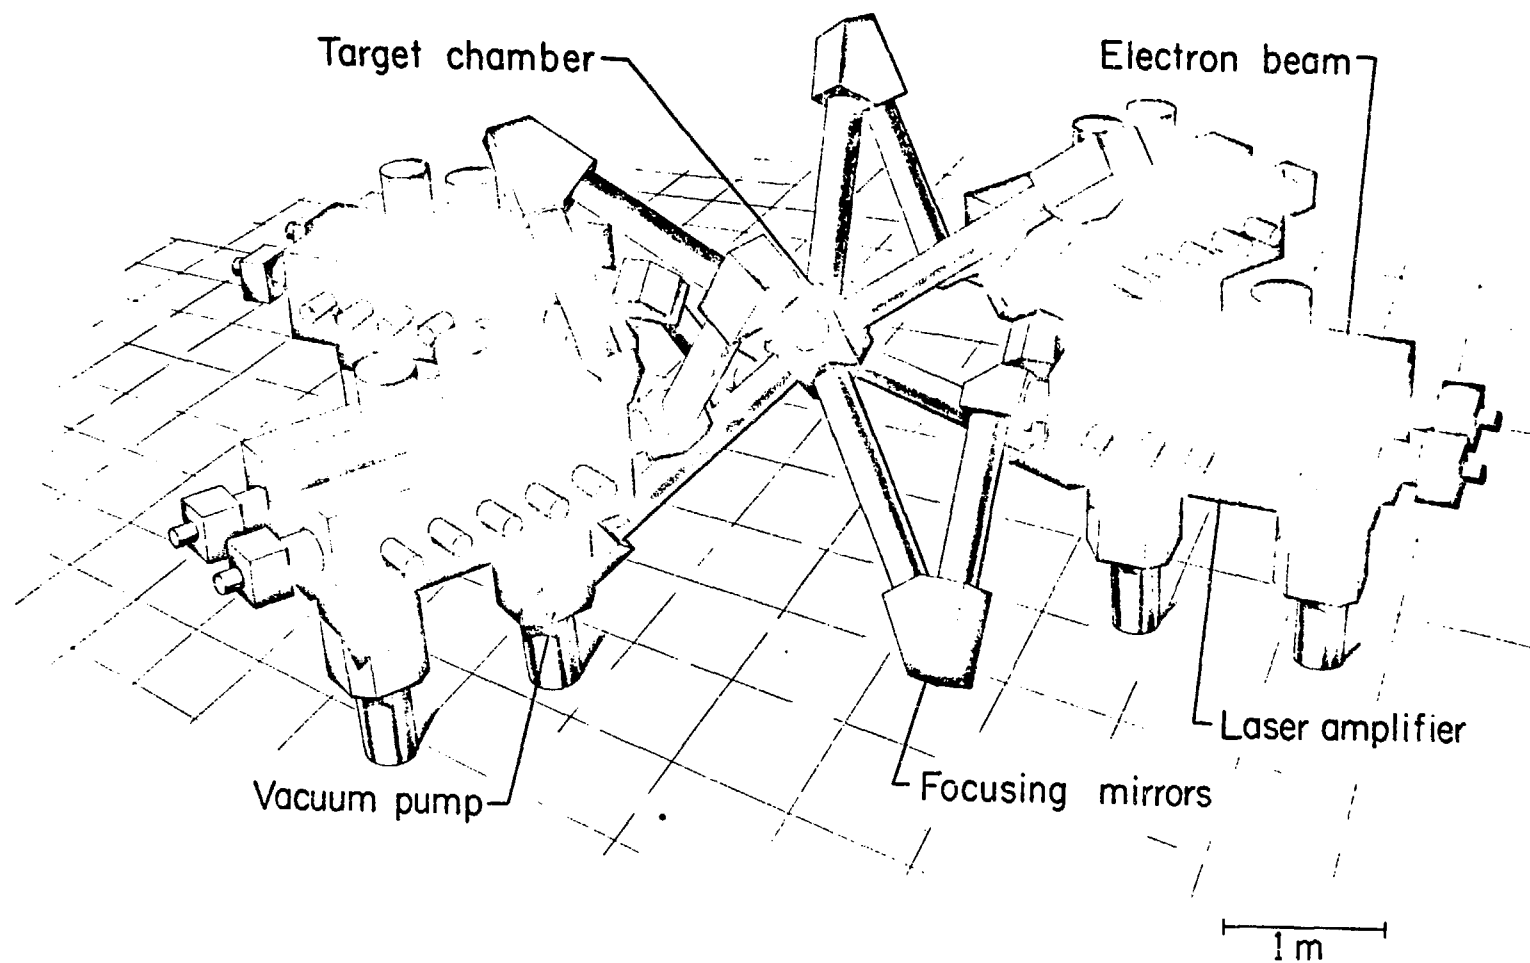 Target chamber
Electron beam
Laser amplifier
Vacuum pump
Focusing mirrors
1 m